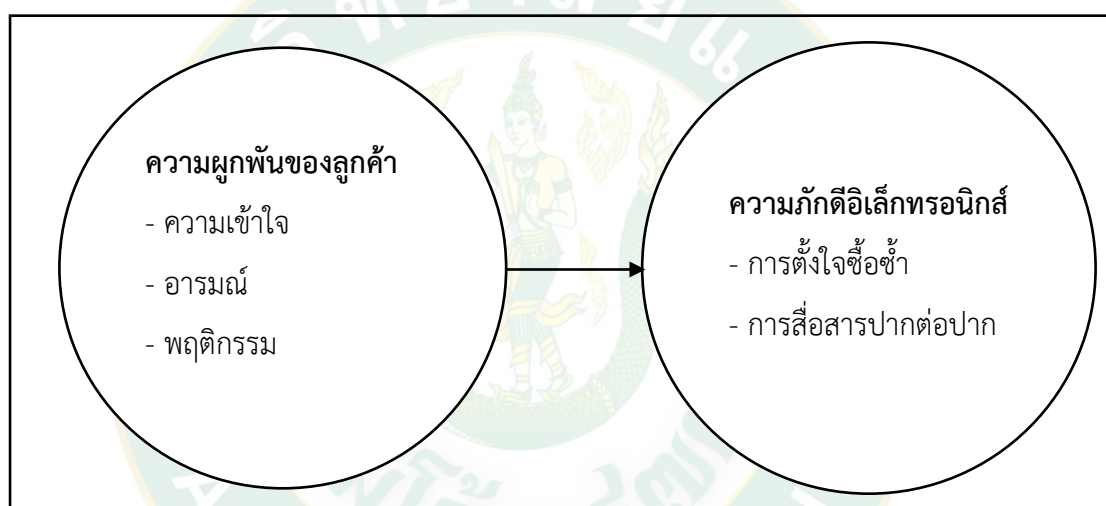 ความผูกพันของลูกค้า
- ความเข้าใจ
- อารมณ์
- พฤติกรรม
ความภักดีอิเล็กทรอนิกส์
- การตั้งใจซื้อซ้ำ
- การสื่อสารปากต่อปาก